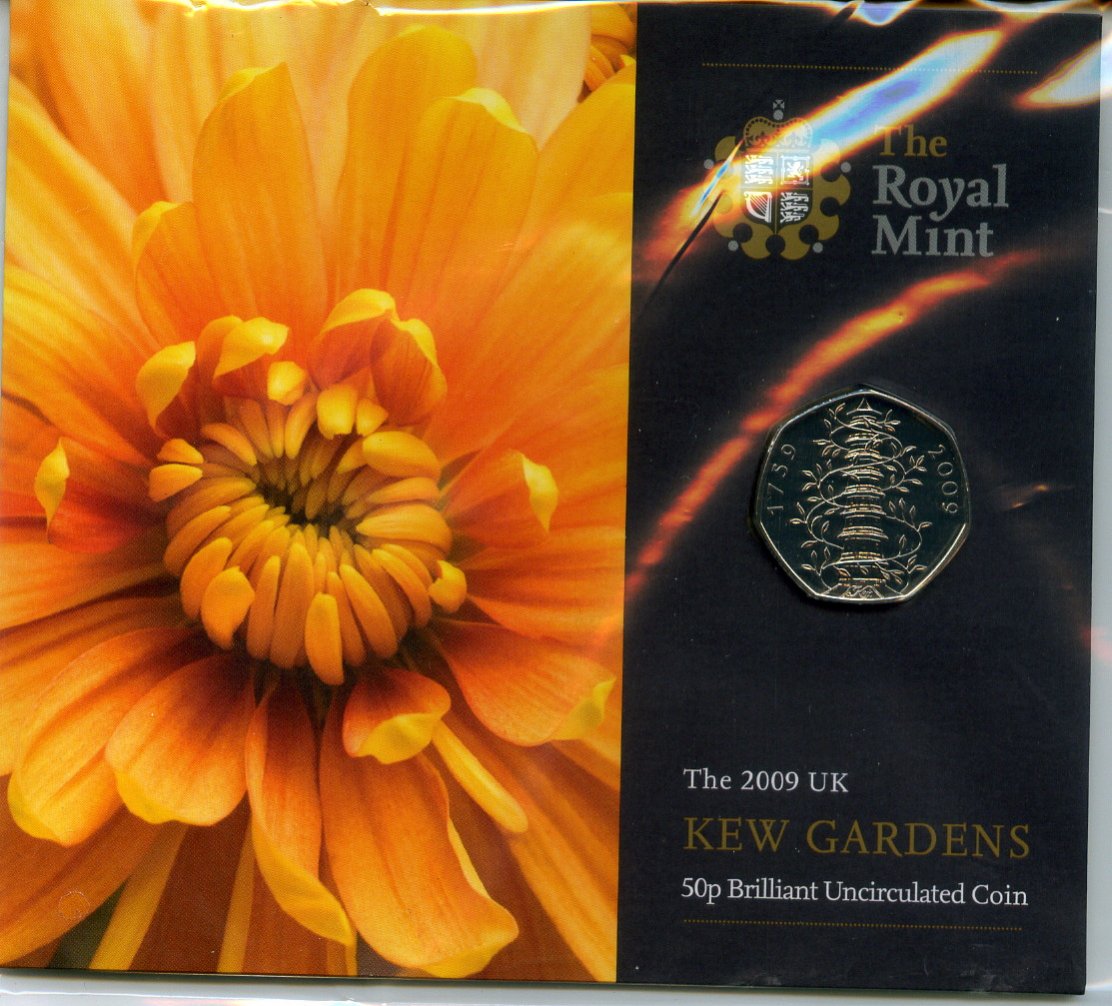 The
Royal
Mint
1759
2009
The 2009 UK
KEW GARDENS
50p Brilliant Uncirculated Coin